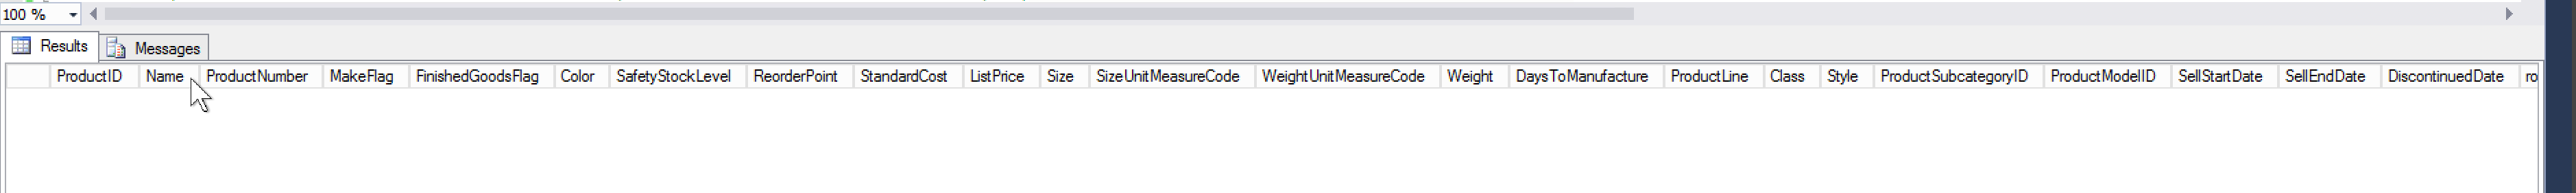 100 %
Results Messages
ProductID Name ProductNumber MakeFlag FinishedGoodsFlag Color SafetyStockLevel ReorderPoint StandardCost ListPrice Size SizeUnitMeasureCode WeightUnitMeasureCode Weight DaysToManufacture ProductLine Class Style ProductSubcategoryID ProductModelID SellStartDate SellEndDate DiscontinuedDate ro